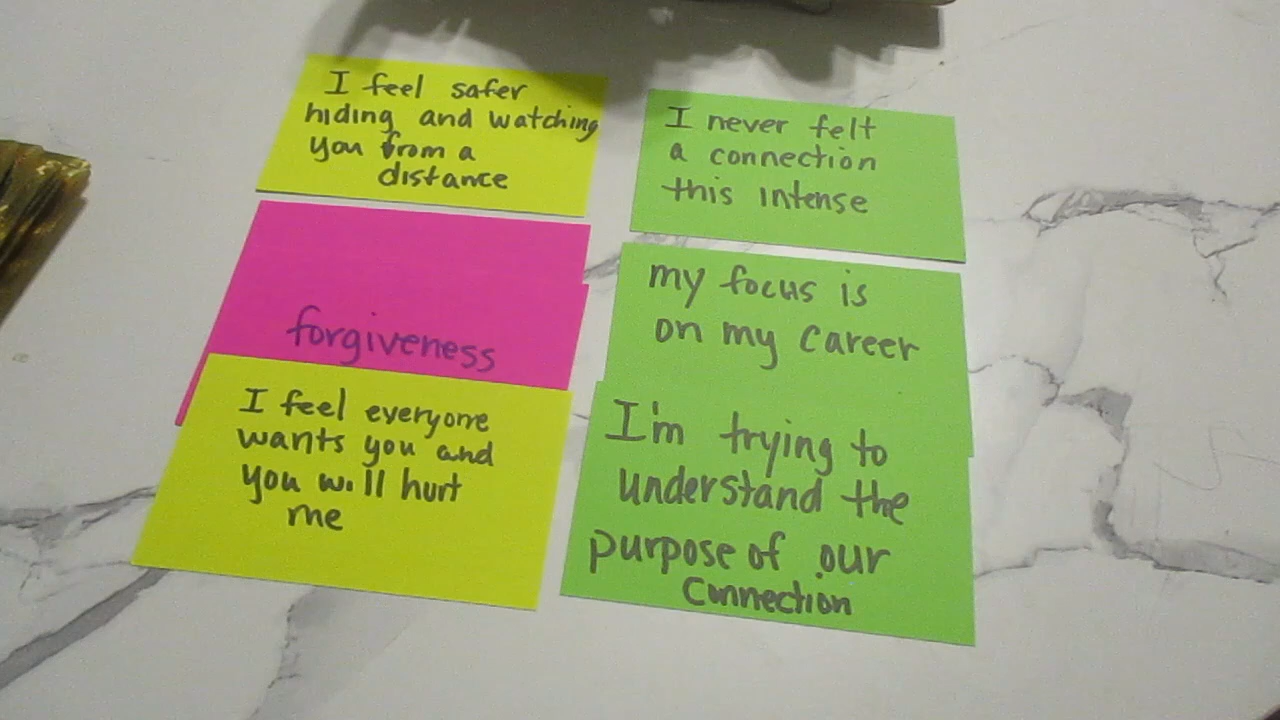 I feel safer
hiding and watching
you from a
distance
forgiveness
I feel everyone
wants you and
you will hurt
me
I never felt
a connection
this intense
my focus is
on my career
I'm trying to
understand the
purpose of our
Connection